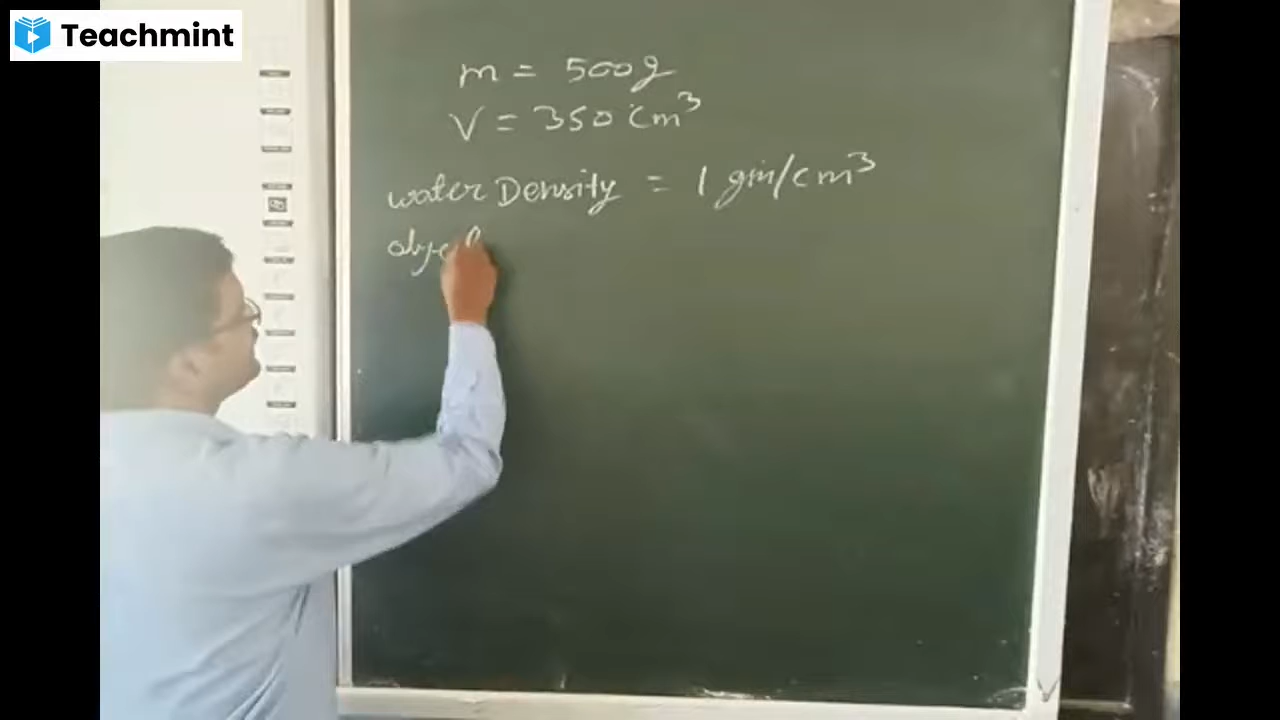 Teachmint
m = 500g
V = 350 cm³
water Density = 1 gm/cm³